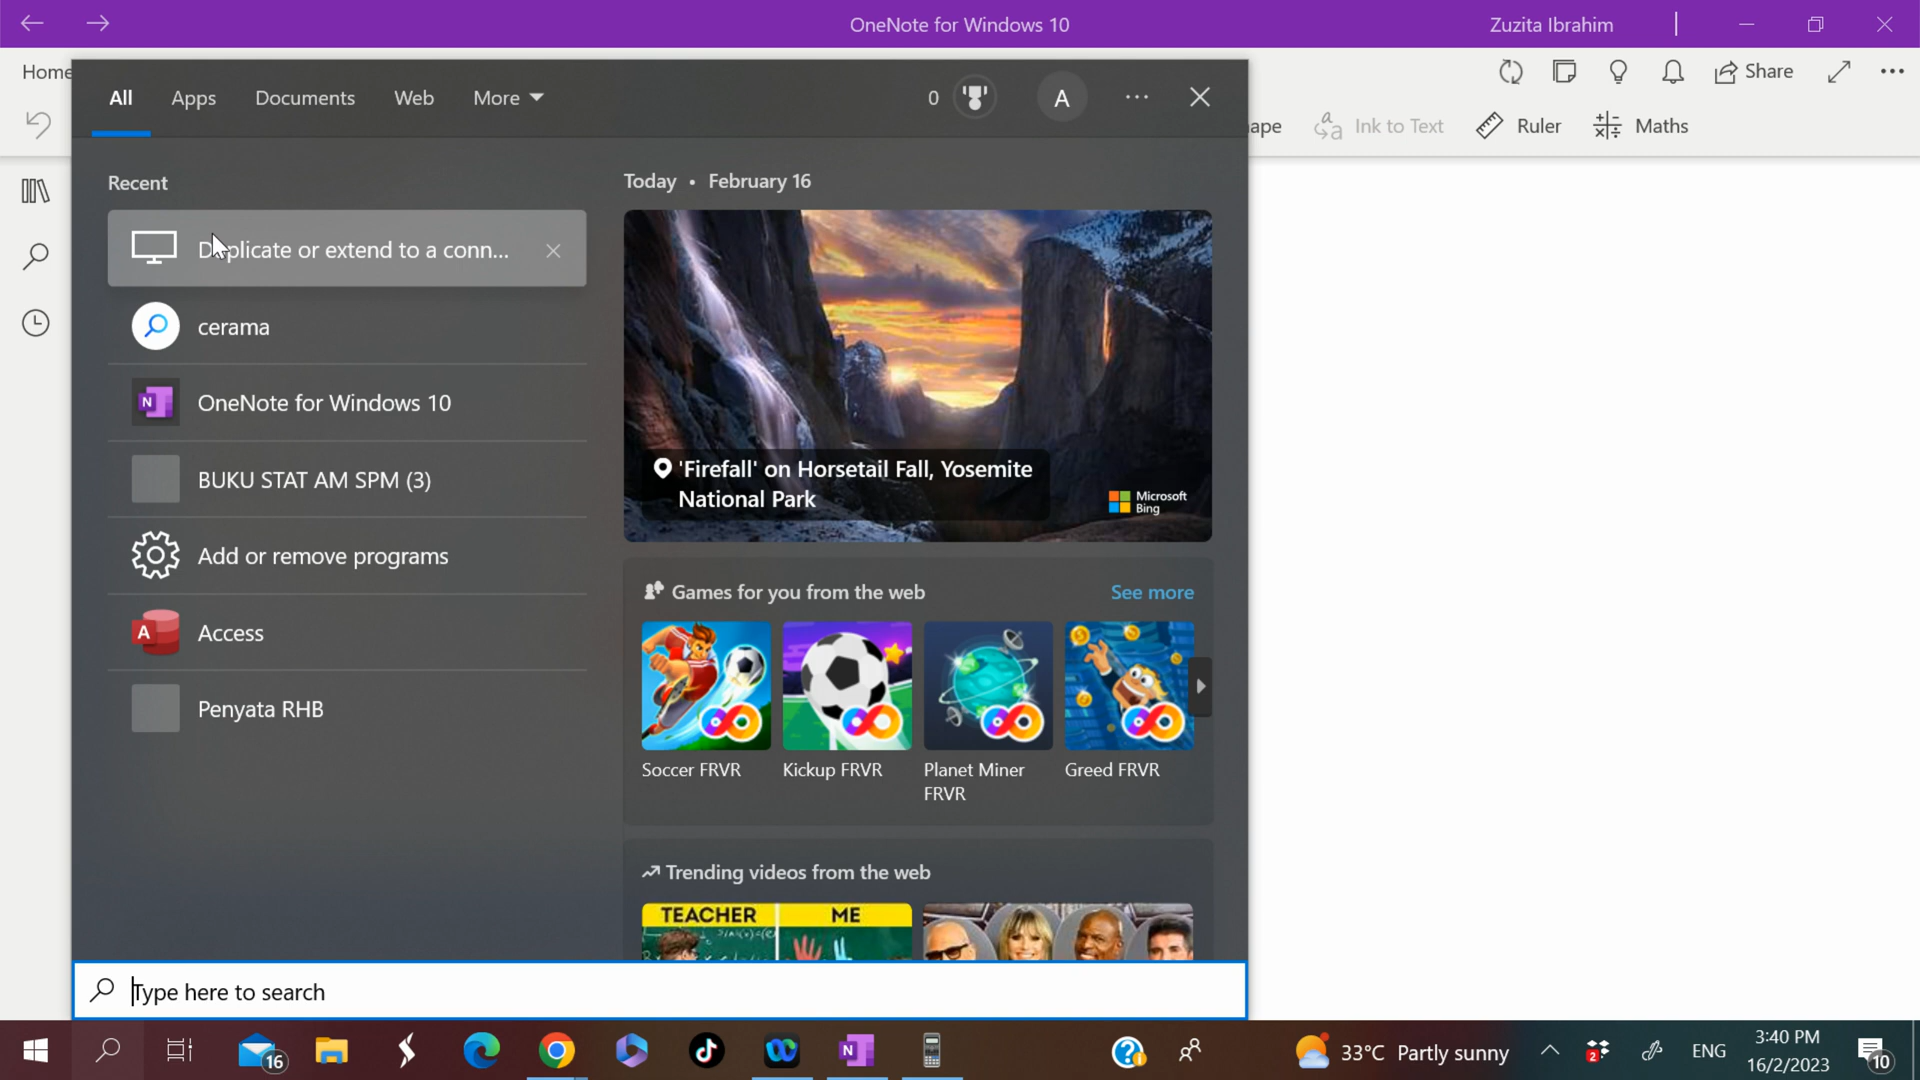 OneNote for Windows 10
Zuzita Ibrahim
Home
Share
All
Apps
Documents
Web
More
0
A
ape
Ink to Text
Ruler
Maths
Recent
Today • February 16
Duplicate or extend to a conn...
cerama
OneNote for Windows 10
BUKU STAT AM SPM (3)
Add or remove programs
Access
Penyata RHB
'Firefall' on Horsetail Fall, Yosemite
National Park
Microsoft
Bing
Games for you from the web
See more
Soccer FRVR
Kickup FRVR
Planet Miner
FRVR
Greed FRVR
Trending videos from the web
TEACHER
ME
Type here to search
16
33°C Partly sunny
2
ENG
3:40 PM
16/2/2023
10